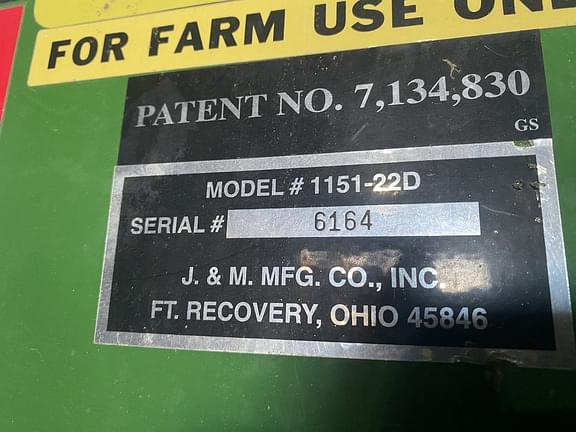 FOR FARM USE ONL
PATENT NO. 7,134,830
GS
MODEL # 1151-22D
SERIAL # 6164
J. & M. MFG. CO., INC.
FT. RECOVERY, OHIO 45846